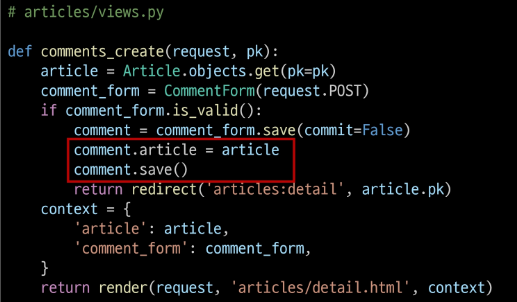 # articles/views.py
def comments_create(request, pk):
    article = Article.objects.get(pk=pk)
    comment_form = CommentForm(request.POST)
    if comment_form.is_valid():
        comment = comment_form.save(commit=False)
        comment.article = article
        comment.save()
        return redirect('articles:detail', article.pk)
    context = {
        'article': article,
        'comment_form': comment_form,
    }
    return render(request, 'articles/detail.html', context)